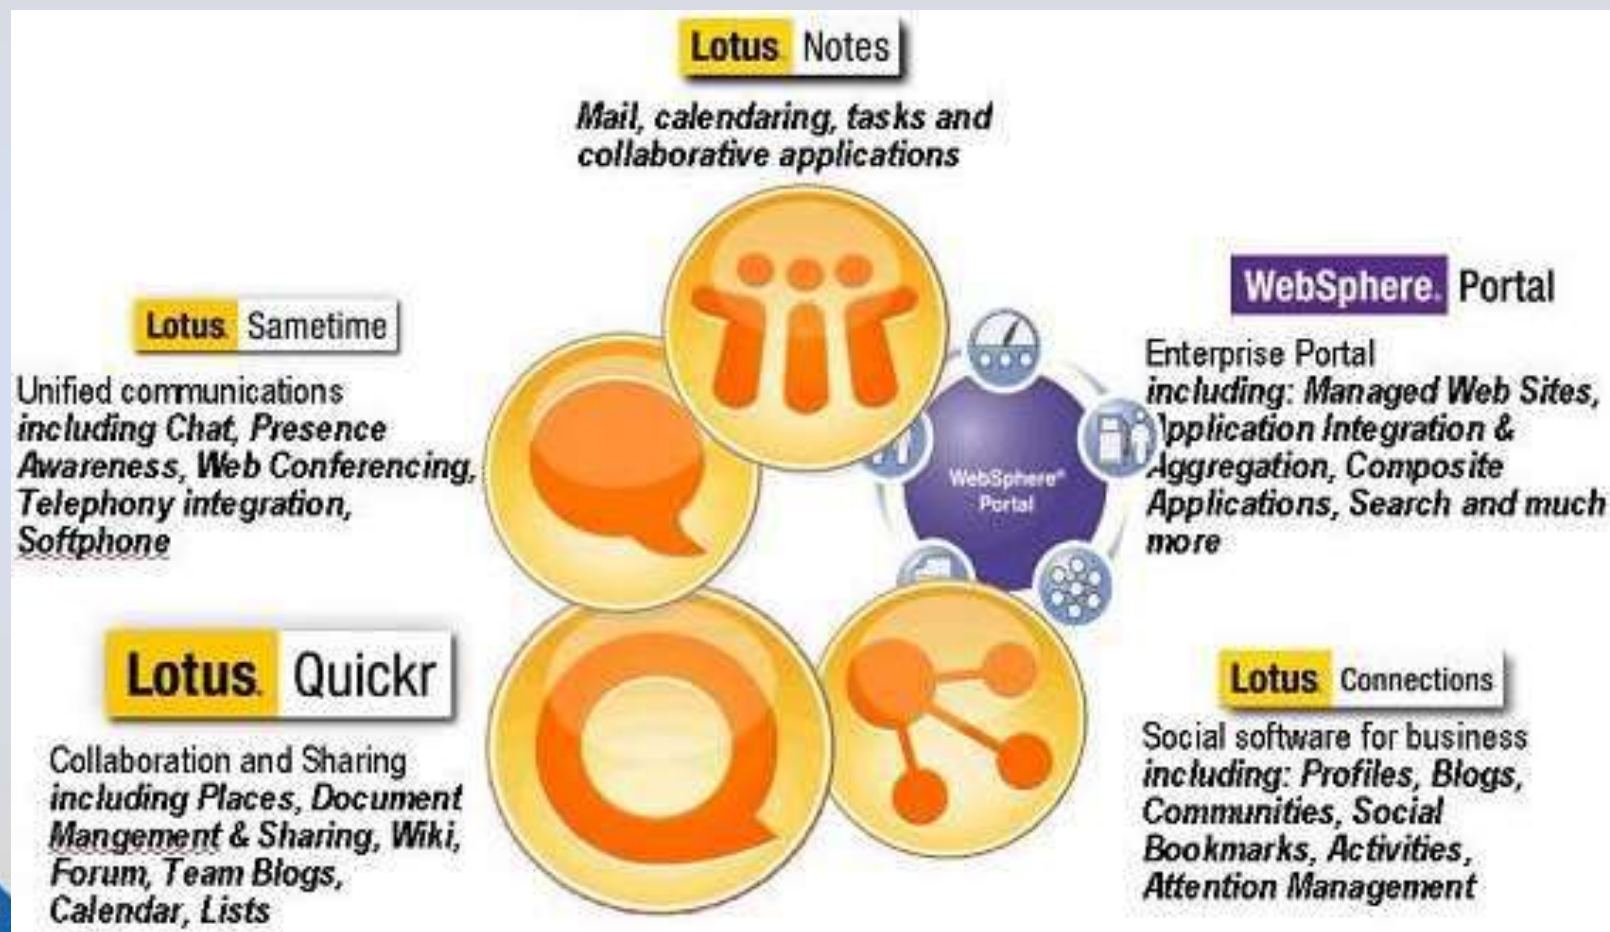 Lotus Notes
Mail, calendaring, tasks and
collaborative applications
Lotus Sametime
Unified communications
including Chat, Presence
Awareness, Web Conferencing,
Telephony integration,
Softphone
WebSphere Portal
Enterprise Portal
including: Managed Web Sites,
Application Integration &
Aggregation, Composite
Applications, Search and much
more
WebSphere®
Portal
Lotus Quickr
Collaboration and Sharing
including Places, Document
Mangement & Sharing, Wiki,
Forum, Team Blogs,
Calendar, Lists
Lotus Connections
Social software for business
including: Profiles, Blogs,
Communities, Social
Bookmarks, Activities,
Attention Management